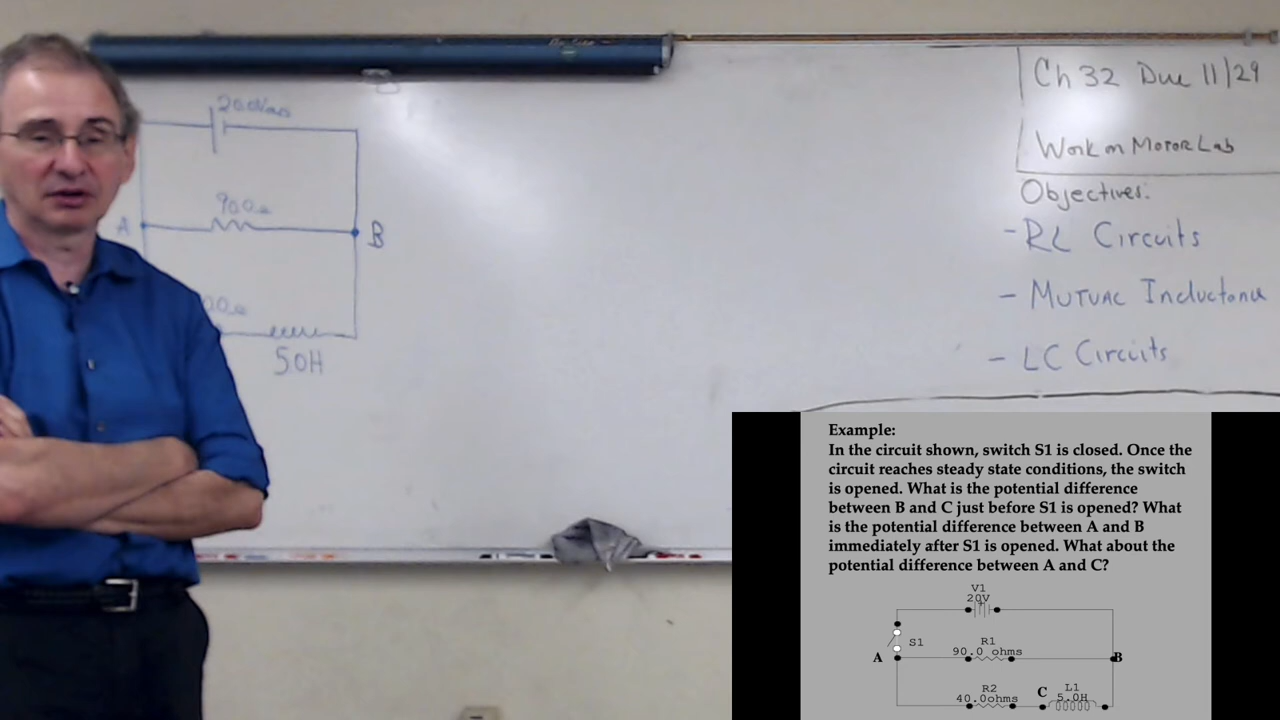 Ch 32 Due 11/29
Work on Motor Lab
Objectives:
- RL Circuits
- Mutual Inductance
- LC Circuits
A
B
50H
Example:
In the circuit shown, switch S1 is closed. Once the
circuit reaches steady state conditions, the switch
is opened. What is the potential difference
between B and C just before S1 is opened? What
is the potential difference between A and B
immediately after S1 is opened. What about the
potential difference between A and C?
V1
20V
S1
R1
90.0 ohms
A
B
R2
40.0ohms
C
L1
5.0H